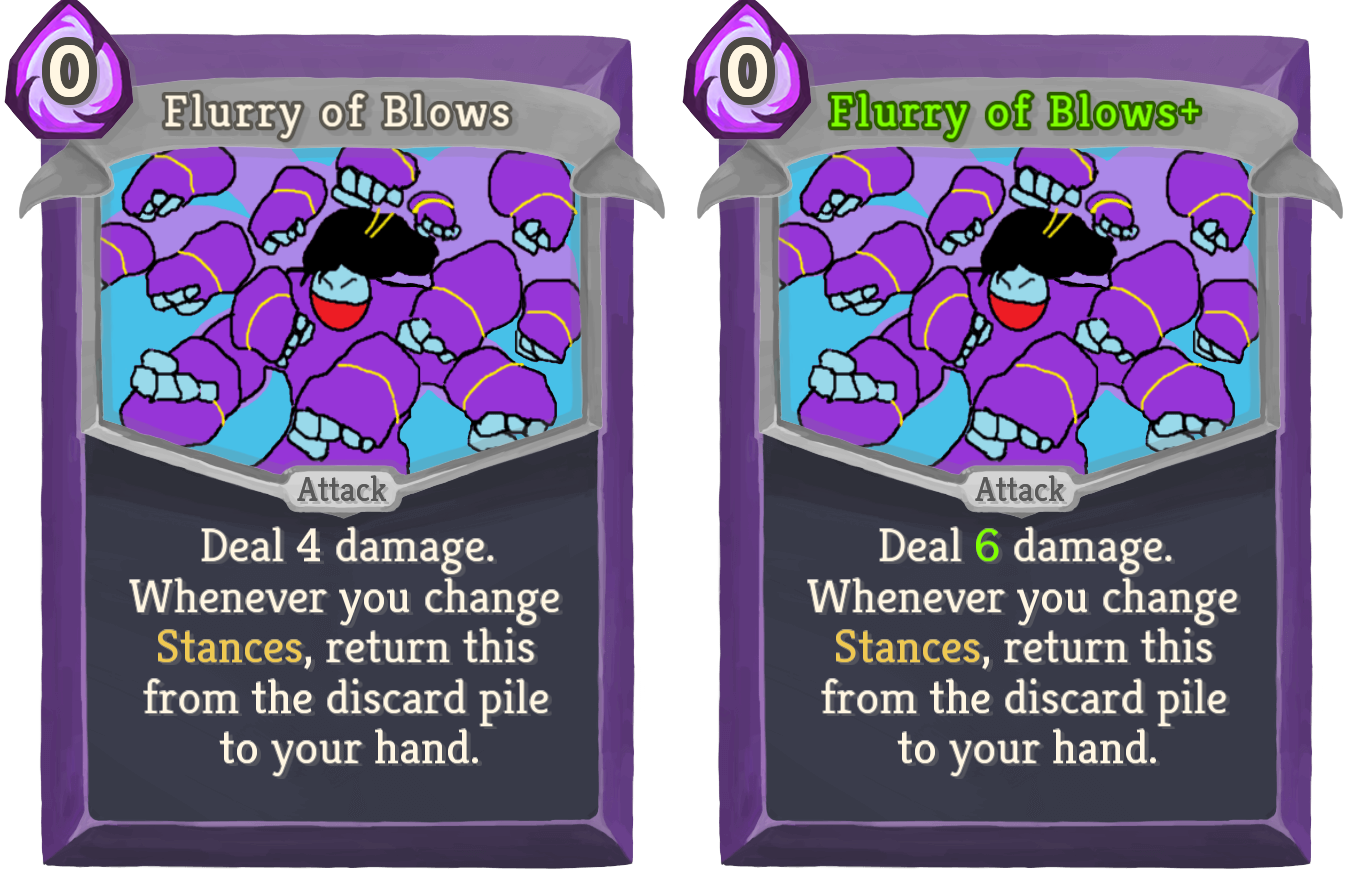 0
Flurry of Blows
Attack
Deal 4 damage.
Whenever you change
Stances, return this
from the discard pile
to your hand.
0
Flurry of Blows+
Attack
Deal 6 damage.
Whenever you change
Stances, return this
from the discard pile
to your hand.